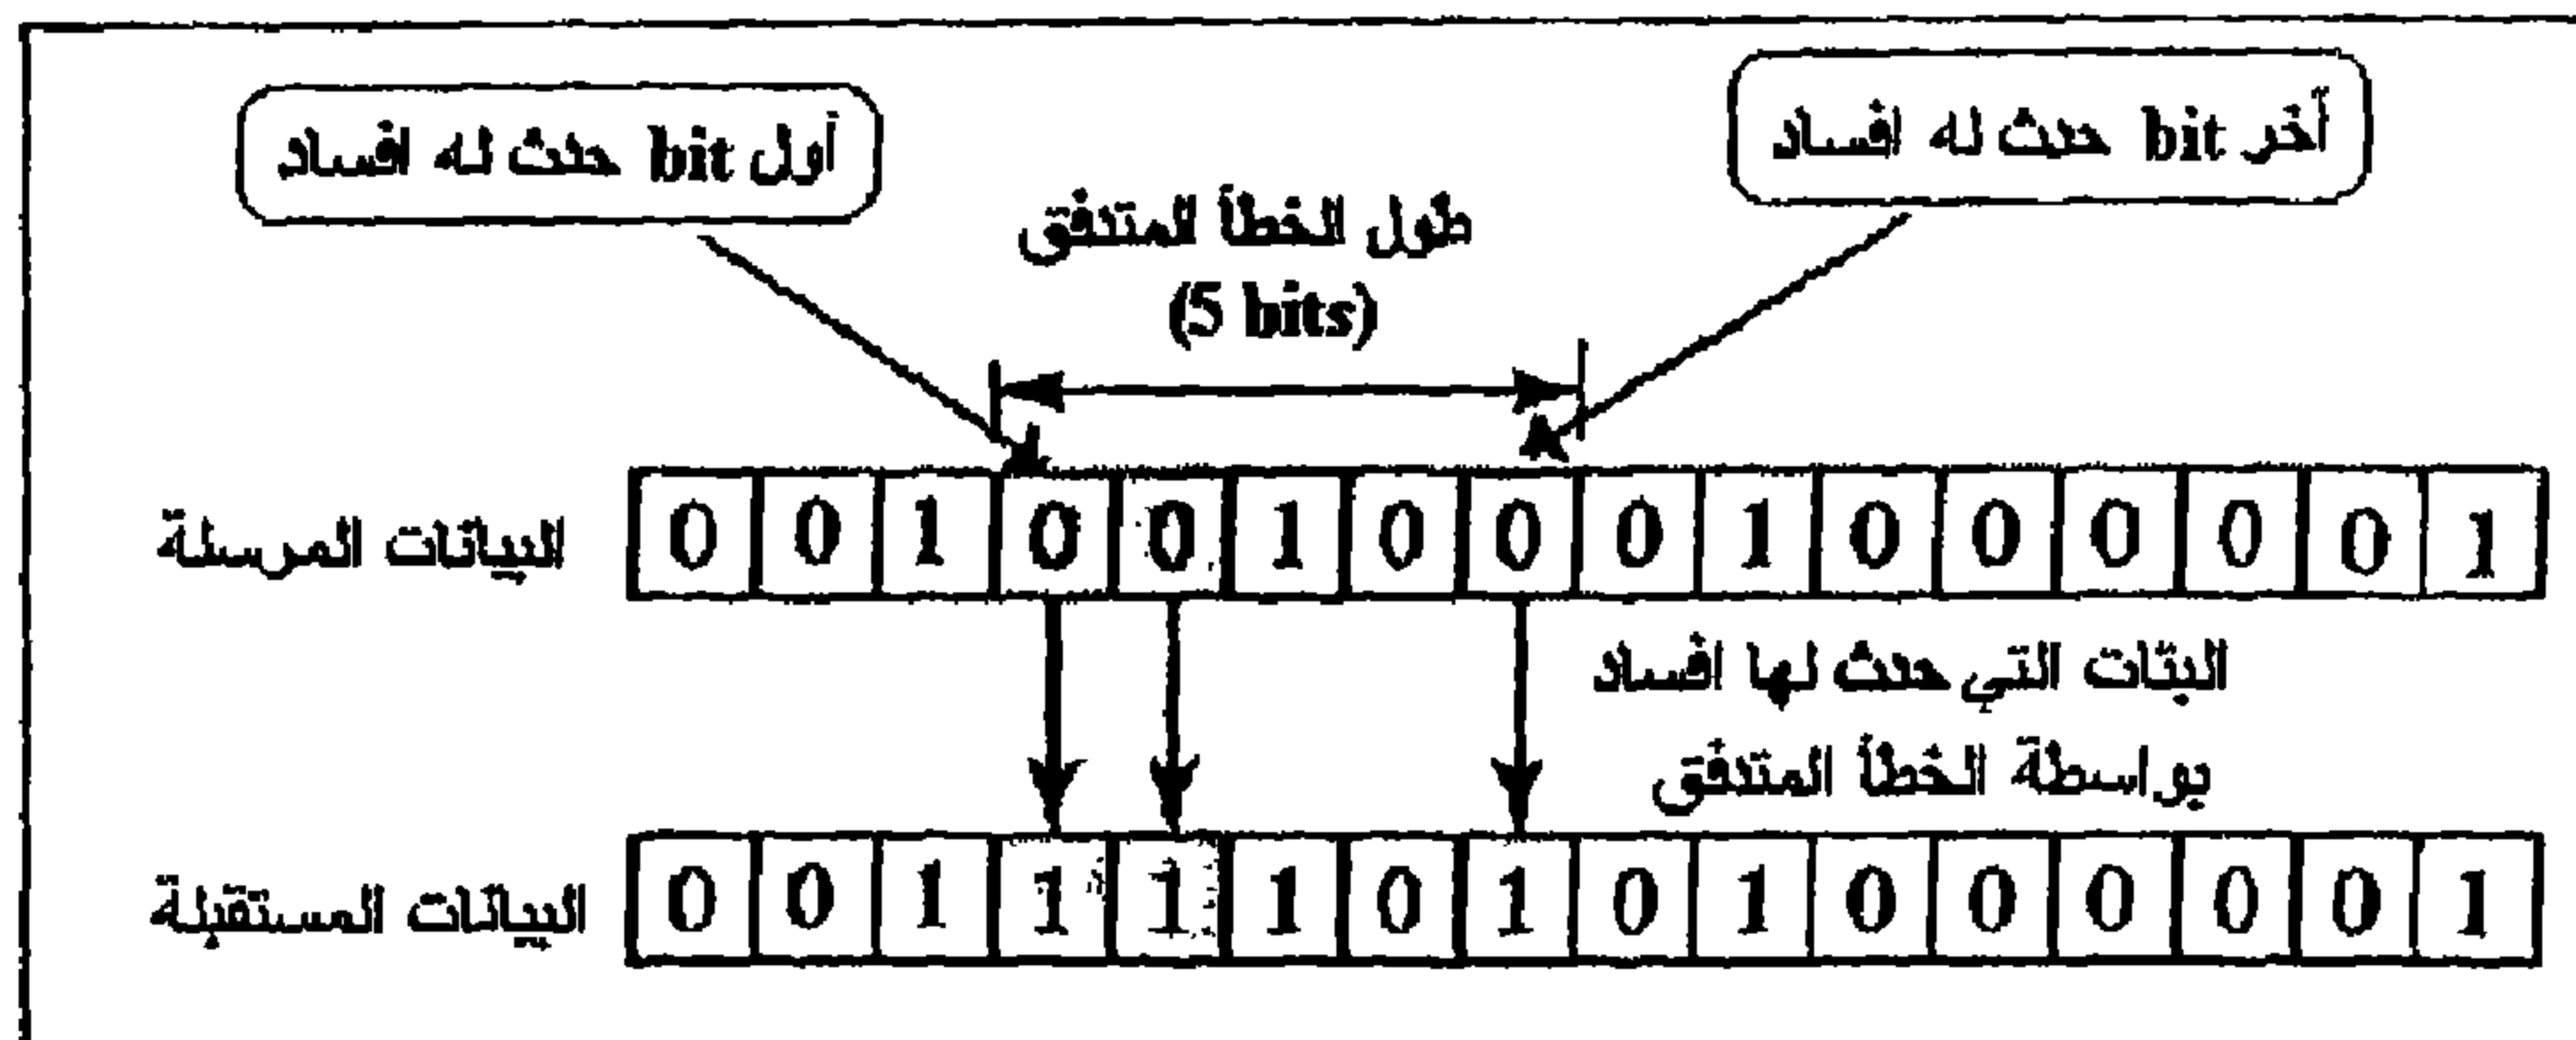 آخر bit حدث له افساد
أول bit حدث له افساد
طول الخطأ المتدفق
(5 bits)
البيانات المرسلة
0 0 1 0 0 1 0 0 0 1 0 0 0 0 0 1
البتات التي حدث لها افساد
بواسطة الخطأ المتدفق
البيانات المستقبلة
0 0 1 1 1 1 0 1 0 1 0 0 0 0 0 1